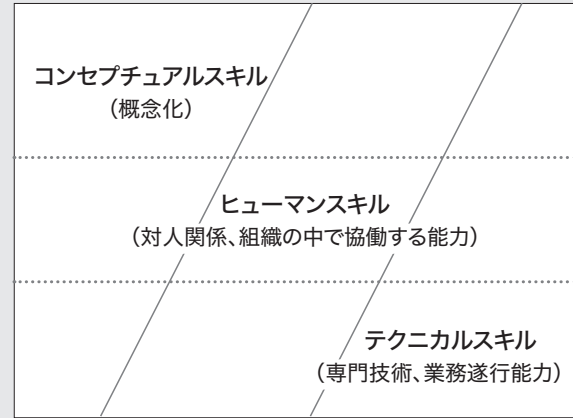 コンセプチュアルスキル
（概念化）
ヒューマンスキル
（対人関係、組織の中で協働する能力）
テクニカルスキル
（専門技術、業務遂行能力）